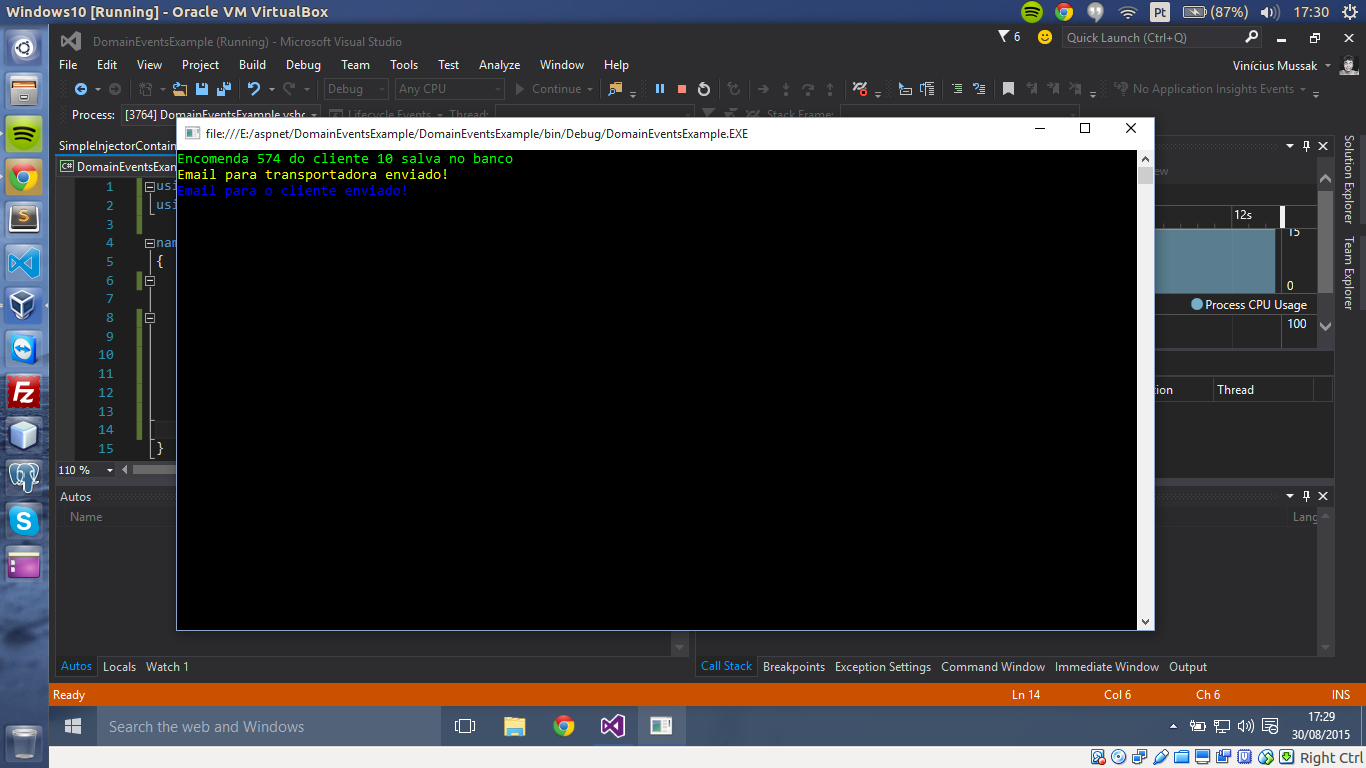 Windows10 [Running] - Oracle VM VirtualBox
Pt
(87%)
17:30
DomainEventsExample (Running) - Microsoft Visual Studio
6
Quick Launch (Ctrl+Q)
File Edit View Project Build Debug Team Tools Test Analyze Window Help
Vinícius Mussak
Debug
Any CPU
Continue
No Application Insights Events
Process: [3764] DomainEventsExample.vsho
Lifecycle Events
Thread:
Stack Frame:
file:///E:/aspnet/DomainEventsExample/DomainEventsExample/bin/Debug/DomainEventsExample.EXE
Encomenda 574 do cliente 10 salva no banco
Email para transportadora enviado!
Email para o cliente enviado!
SimpleInjectorContain
C# DomainEventsExam
1 usi
2 usi
3
4 nam
5 {
6
7
8
9
10
11
12
13
14
15 }
110 %
12s
15
0
Process CPU Usage
100
Thread
Solution Explorer
Team Explorer
Autos
Name
Lang
Autos Locals Watch 1
Call Stack Breakpoints Exception Settings Command Window Immediate Window Output
Ready
Ln 14
Col 6
Ch 6
INS
Search the web and Windows
17:29
30/08/2015
Right Ctrl